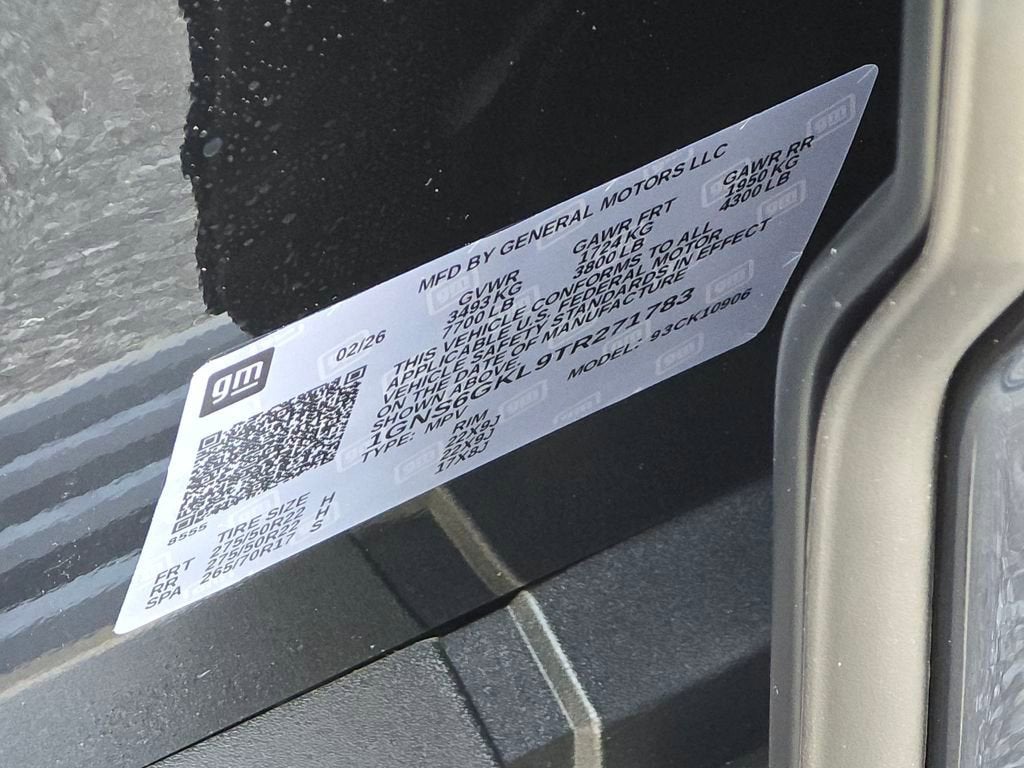 gm
02/26
MFD BY GENERAL MOTORS LLC
GVWR GAWR FRT GAWR RR
3493 KG 1724 KG 1950 KG
7700 LB 3800 LB 4300 LB
THIS VEHICLE CONFORMS TO ALL
APPLICABLE U.S. FEDERAL MOTOR
VEHICLE SAFETY STANDARDS IN EFFECT
ON THE DATE OF MANUFACTURE
SHOWN ABOVE.
1GNS6GKL9TR271783
TYPE: MPV MODEL: 93CK10906
8555
TIRE SIZE RIM
FRT 275/50R22 H 22X9J
RR 275/50R22 H 22X9J
SPA 265/70R17 S 17X8J